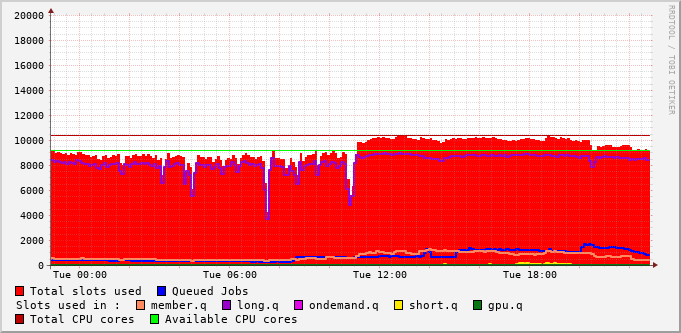 20000
18000
16000
14000
12000
10000
8000
6000
4000
2000
0
Tue 00:00 Tue 06:00 Tue 12:00 Tue 18:00
Total slots used Queued Jobs
Slots used in : member.q long.q ondemand.q short.q gpu.q
Total CPU cores Available CPU cores
RRDTOOL / TOBI OETIKER